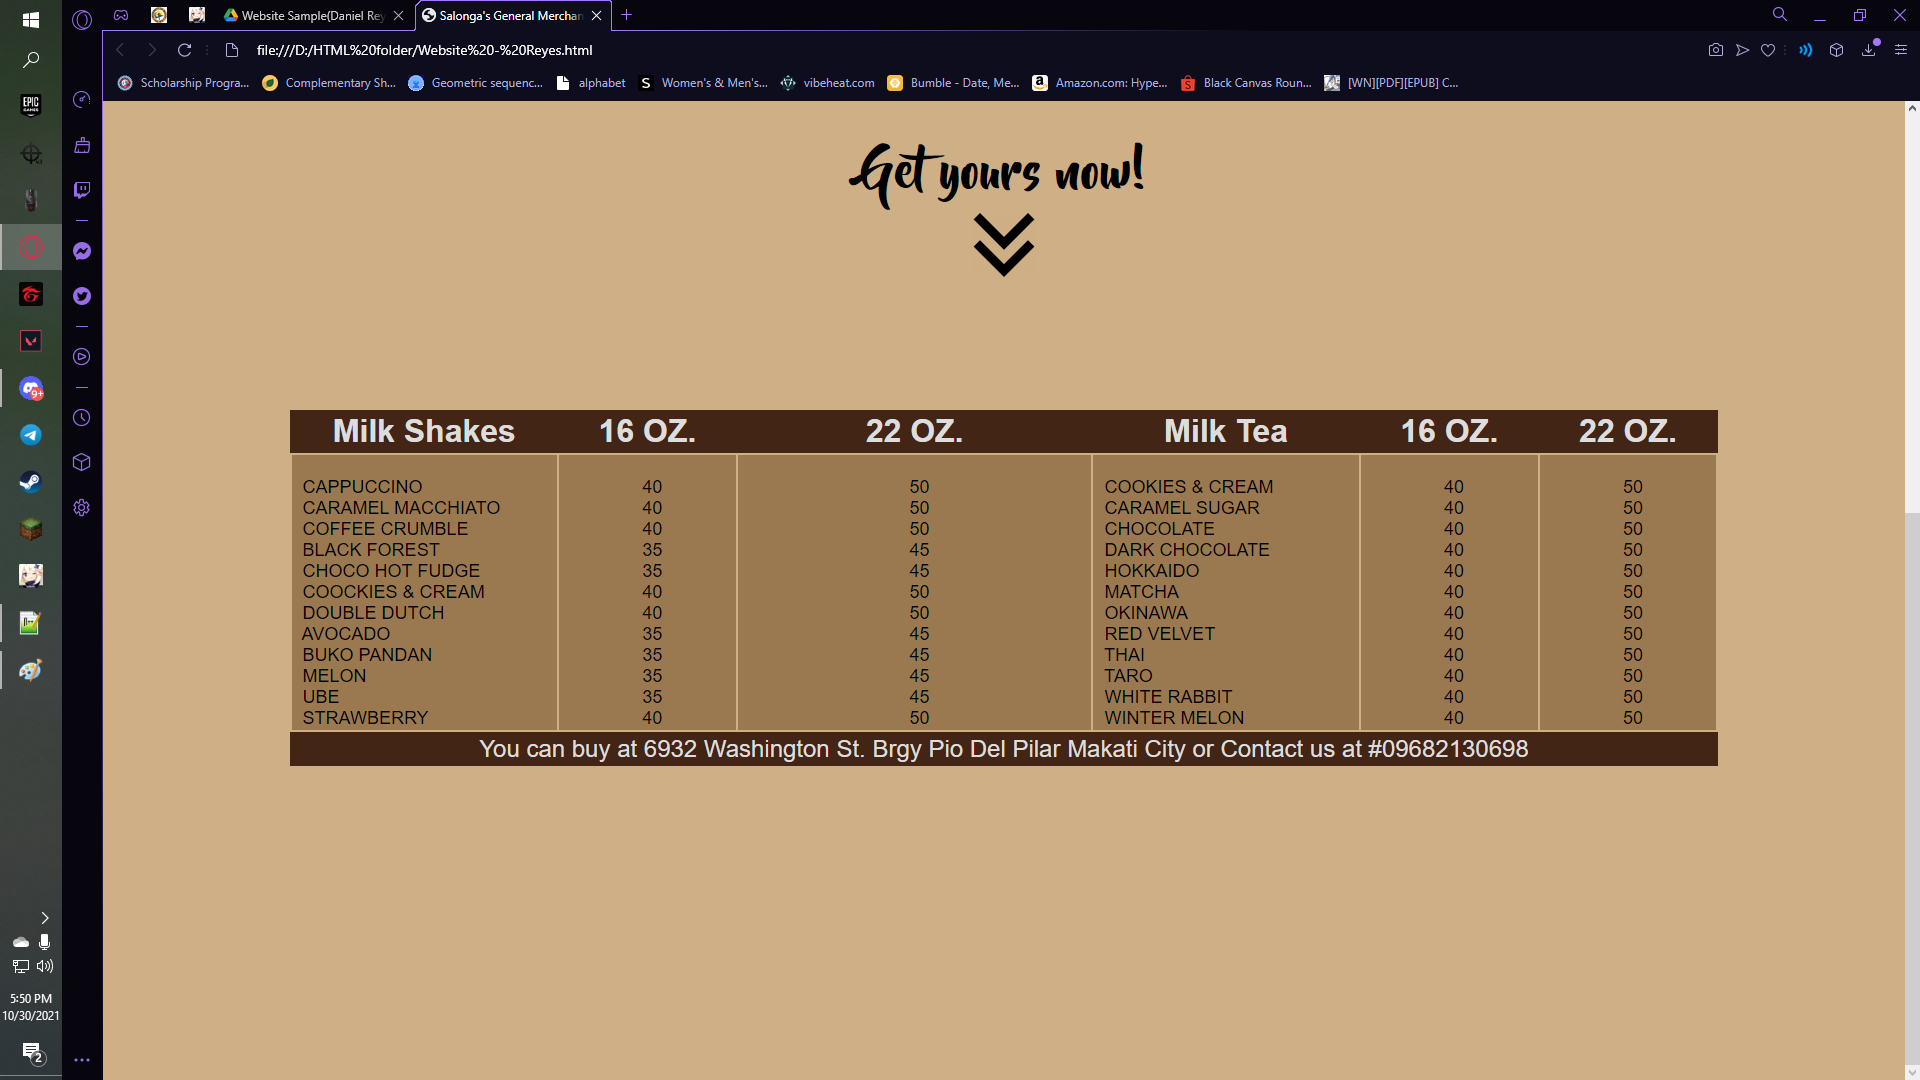 Website Sample(Daniel Rey
Salonga's General Merchan
file:///D:/HTML%20folder/Website%20-%20Reyes.html
Scholarship Progra... Complementary Sh... Geometric sequenc... alphabet Women's & Men's... vibeheat.com Bumble - Date, Me... Amazon.com: Hype... Black Canvas Roun... [WN][PDF][EPUB] C...
EPIC
GAMES
Get yours now!
Milk Shakes 16 OZ. 22 OZ. Milk Tea 16 OZ. 22 OZ.
CAPPUCCINO 40 50 COOKIES & CREAM 40 50
CARAMEL MACCHIATO 40 50 CARAMEL SUGAR 40 50
COFFEE CRUMBLE 40 50 CHOCOLATE 40 50
BLACK FOREST 35 45 DARK CHOCOLATE 40 50
CHOCO HOT FUDGE 35 45 HOKKAIDO 40 50
COOCKIES & CREAM 40 50 MATCHA 40 50
DOUBLE DUTCH 40 50 OKINAWA 40 50
AVOCADO 35 45 RED VELVET 40 50
BUKO PANDAN 35 45 THAI 40 50
MELON 35 45 TARO 40 50
UBE 35 45 WHITE RABBIT 40 50
STRAWBERRY 40 50 WINTER MELON 40 50
You can buy at 6932 Washington St. Brgy Pio Del Pilar Makati City or Contact us at #09682130698
9+
5:50 PM
10/30/2021
2